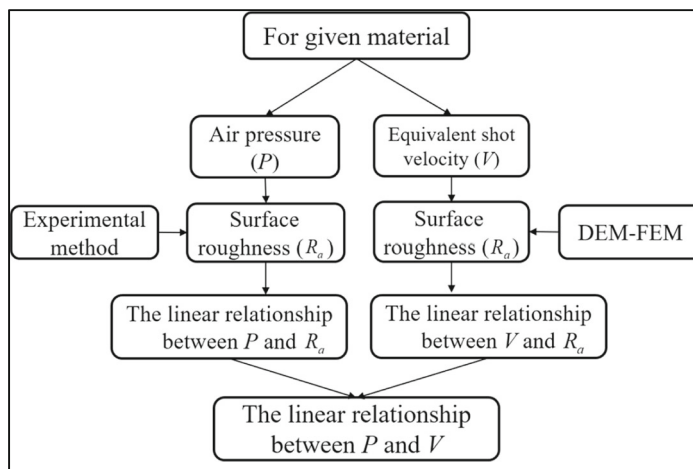 For given material
Air pressure
(P)
Equivalent shot
velocity (V)
Experimental
method
Surface
roughness (Rₐ)
Surface
roughness (Rₐ)
DEM-FEM
The linear relationship
between P and Rₐ
The linear relationship
between V and Rₐ
The linear relationship
between P and V